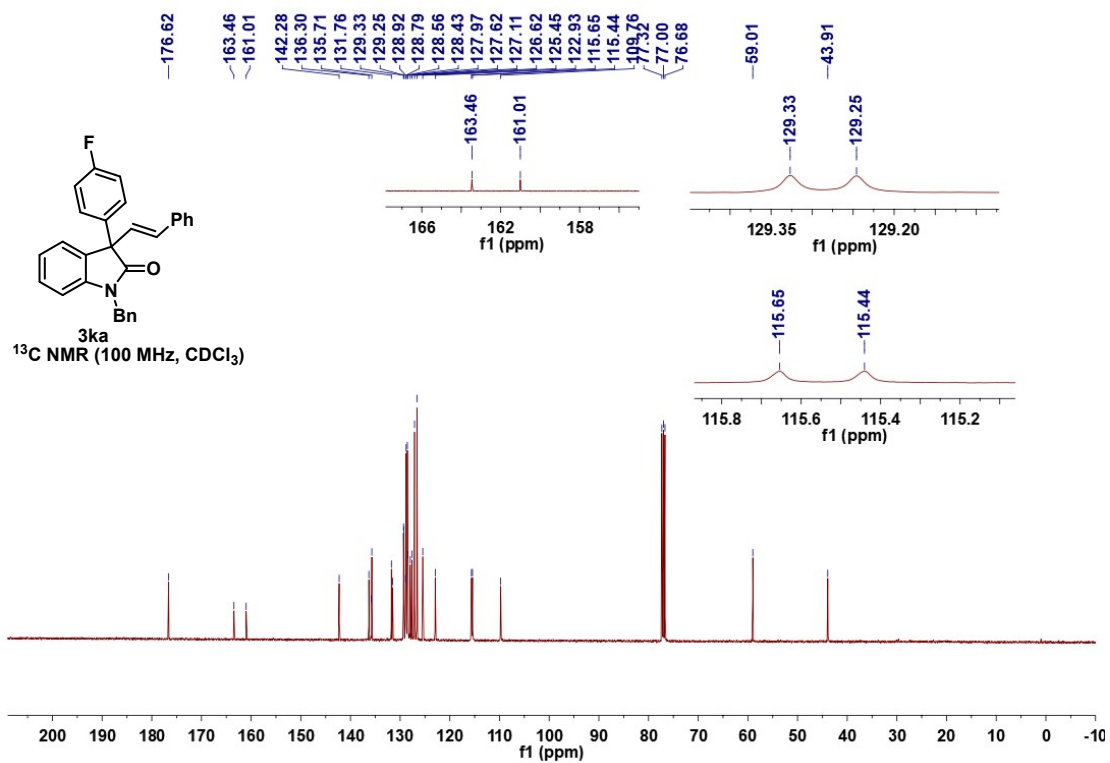 176.62
163.46
161.01
142.28
136.30
135.71
131.76
129.33
129.25
128.92
128.79
128.56
128.43
127.97
127.62
127.11
126.62
125.45
122.93
115.65
115.44
109.76
77.32
77.00
76.68
59.01
43.91
163.46
161.01
166 162 158
f1 (ppm)
129.33
129.25
129.35 129.20
f1 (ppm)
115.65
115.44
115.8 115.6 115.4 115.2
f1 (ppm)
F
Ph
O
N
Bn
3ka
¹³C NMR (100 MHz, CDCl₃)
200 190 180 170 160 150 140 130 120 110 100 90 80 70 60 50 40 30 20 10 0 -10
f1 (ppm)